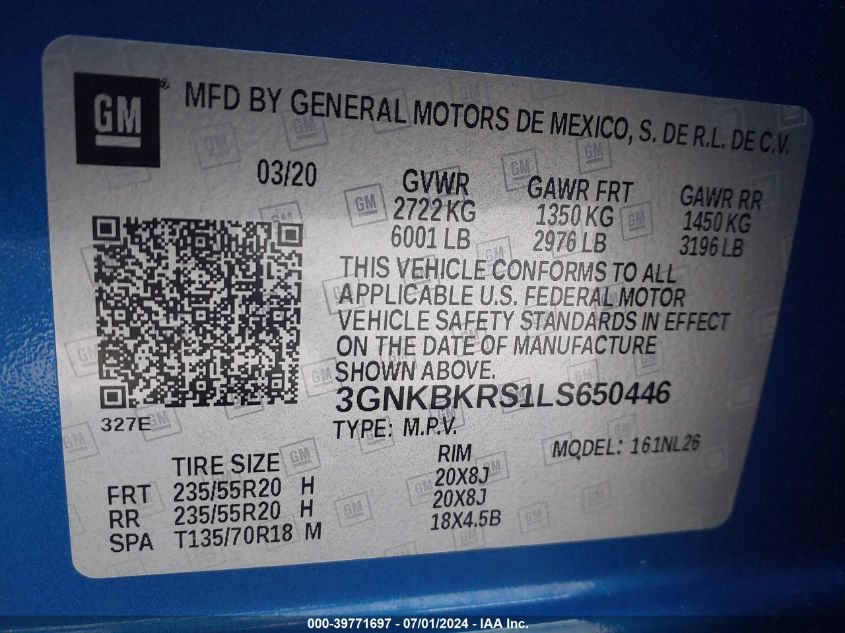 GM ® MFD BY GENERAL MOTORS DE MEXICO, S. DE R.L. DE C.V.
03/20 GVWR GAWR FRT GAWR RR
2722 KG 1350 KG 1450 KG
6001 LB 2976 LB 3196 LB
THIS VEHICLE CONFORMS TO ALL
APPLICABLE U.S. FEDERAL MOTOR
VEHICLE SAFETY STANDARDS IN EFFECT
ON THE DATE OF MANUFACTURE
SHOWN ABOVE.
3GNKBKRS1LS650446
327E
TYPE: M.P.V. MODEL: 161NL26
TIRE SIZE RIM
FRT 235/55R20 H 20X8J
RR 235/55R20 H 20X8J
SPA T135/70R18 M 18X4.5B
000-39771697 - 07/01/2024 - IAA Inc.